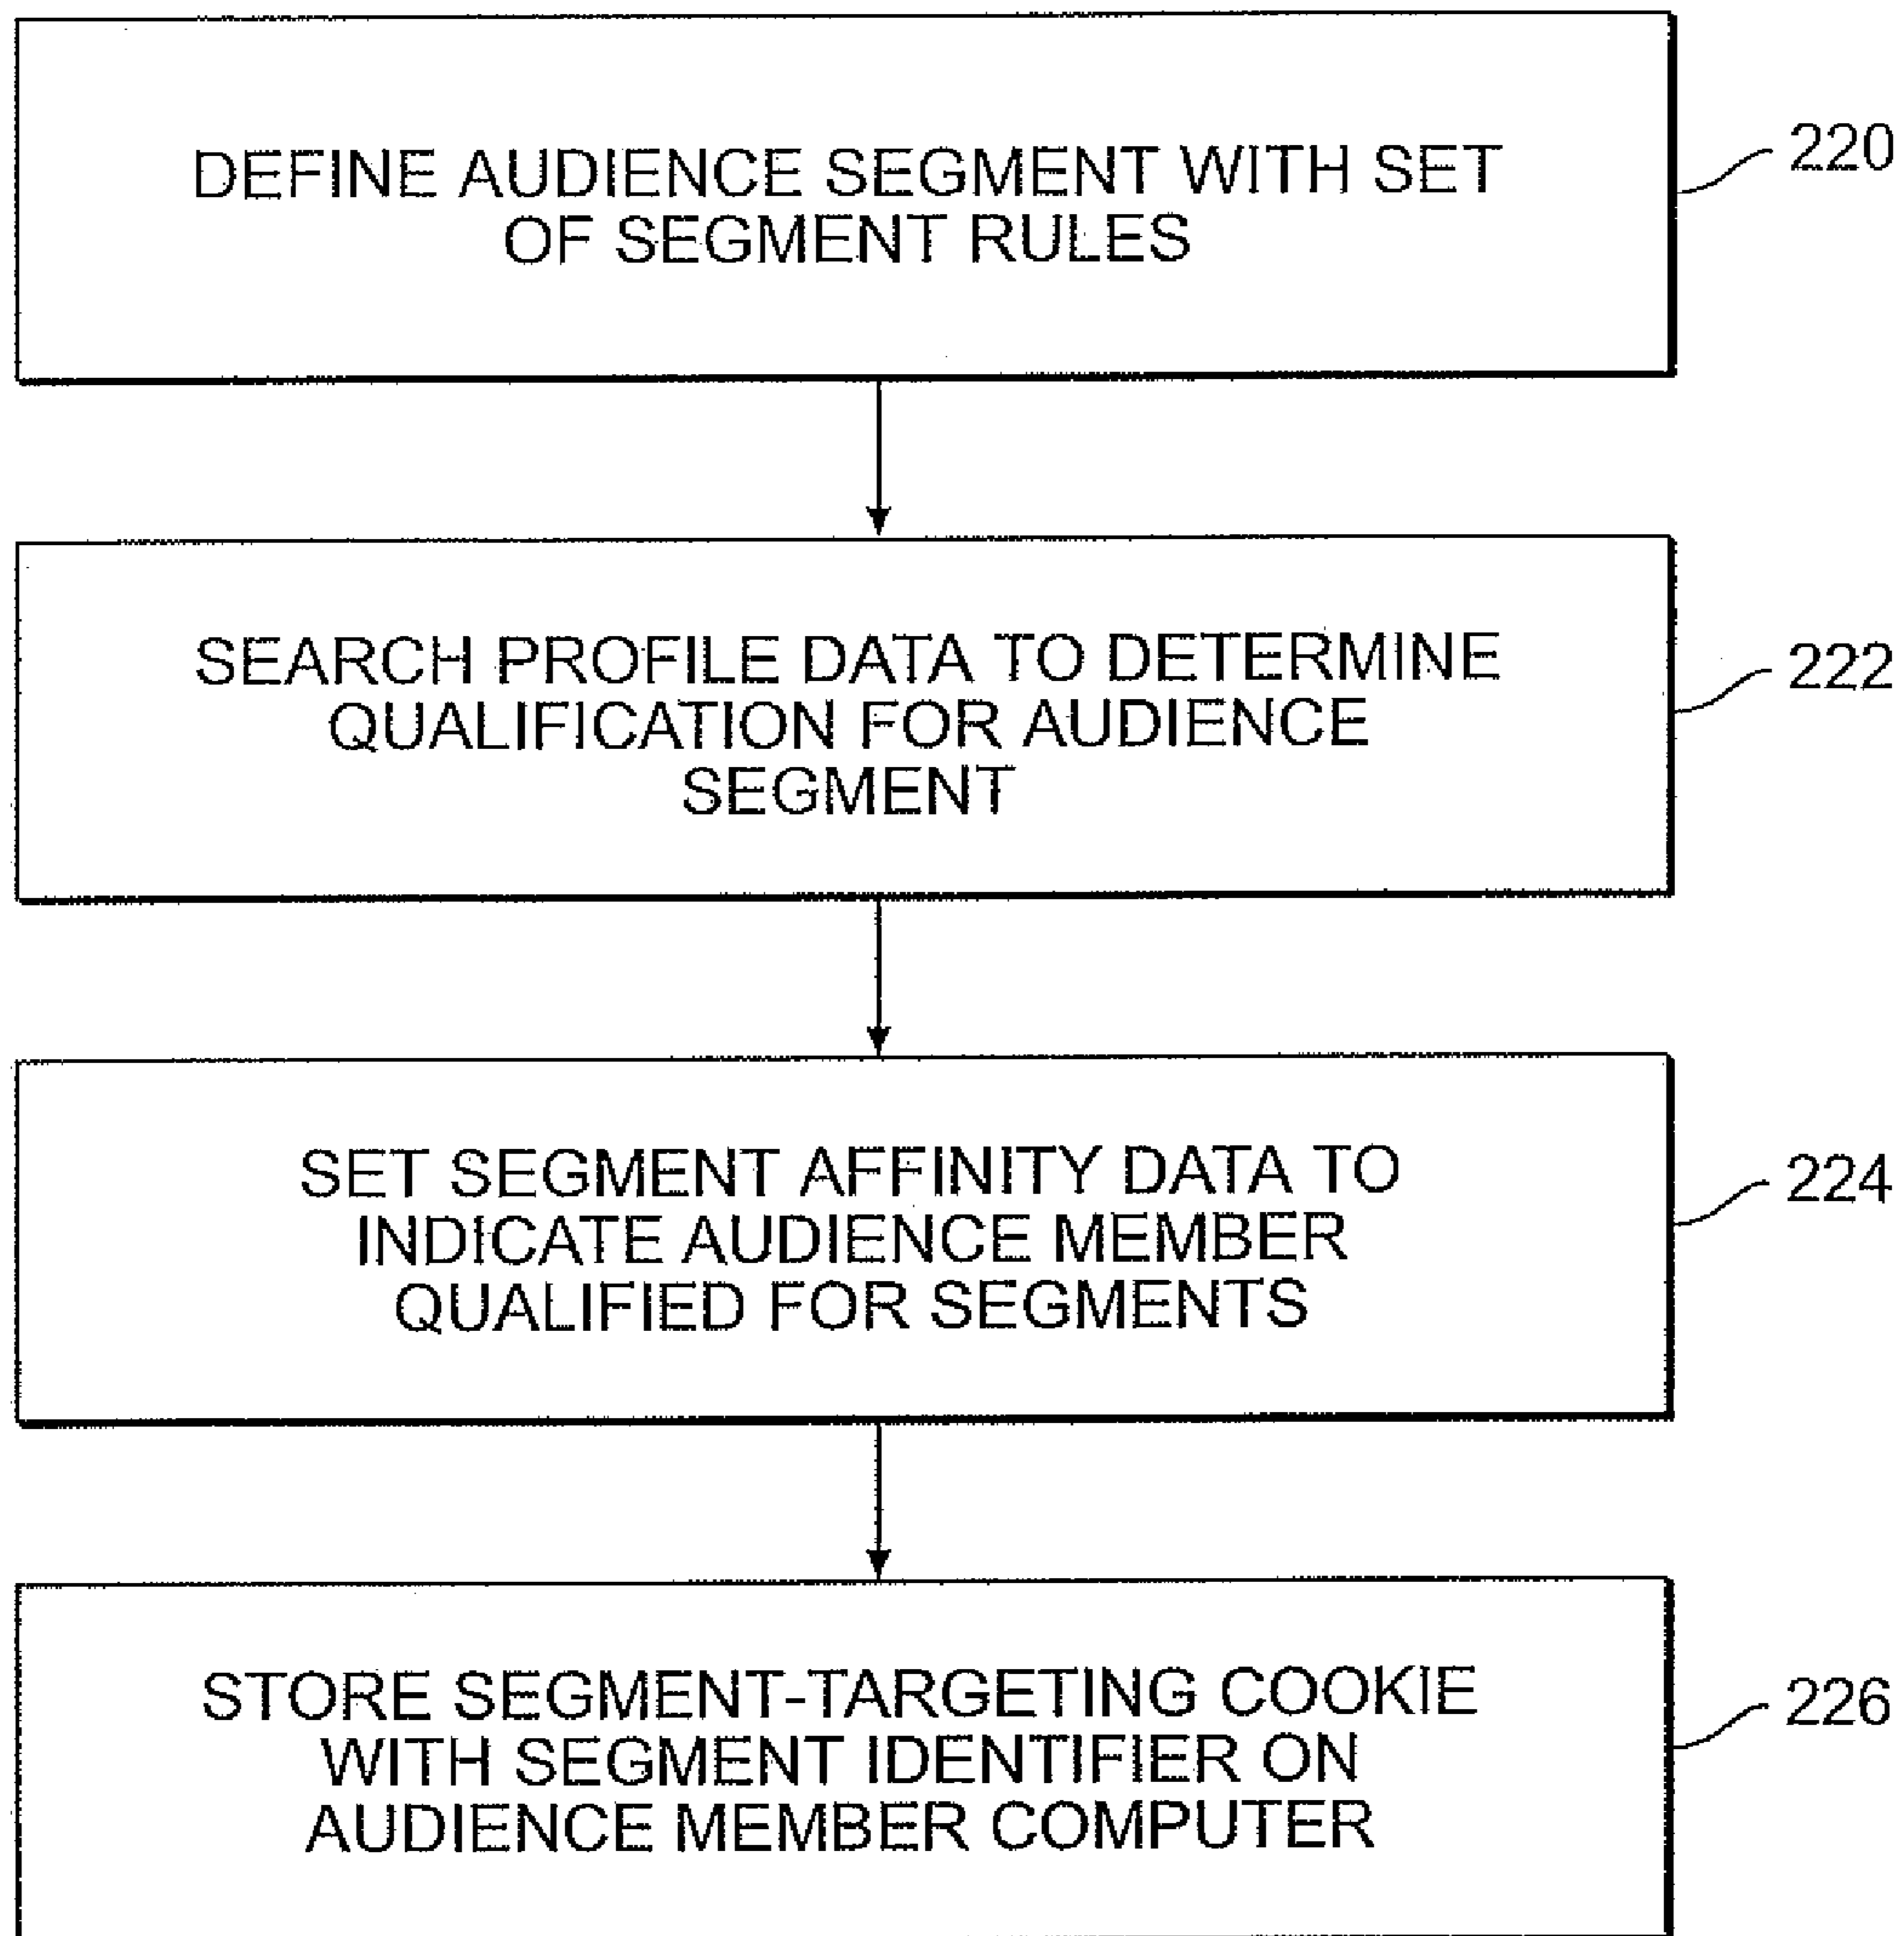 DEFINE AUDIENCE SEGMENT WITH SET
OF SEGMENT RULES
220
SEARCH PROFILE DATA TO DETERMINE
QUALIFICATION FOR AUDIENCE
SEGMENT
222
SET SEGMENT AFFINITY DATA TO
INDICATE AUDIENCE MEMBER
QUALIFIED FOR SEGMENTS
224
STORE SEGMENT-TARGETING COOKIE
WITH SEGMENT IDENTIFIER ON
AUDIENCE MEMBER COMPUTER
226